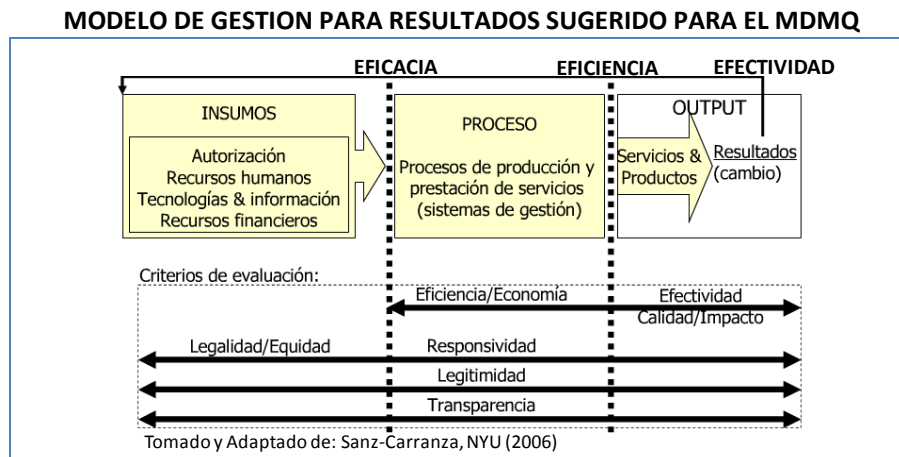 MODELO DE GESTION PARA RESULTADOS SUGERIDO PARA EL MDMQ
EFICACIA
EFICIENCIA
EFECTIVIDAD
INSUMOS
Autorización
Recursos humanos
Tecnologías & información
Recursos financieros
PROCESO
Procesos de producción y
prestación de servicios
(sistemas de gestión)
OUTPUT
Servicios &
Productos
Resultados
(cambio)
Criterios de evaluación:
Eficiencia/Economía
Efectividad
Calidad/Impacto
Legalidad/Equidad
Responsividad
Legitimidad
Transparencia
Tomado y Adaptado de: Sanz-Carranza, NYU (2006)